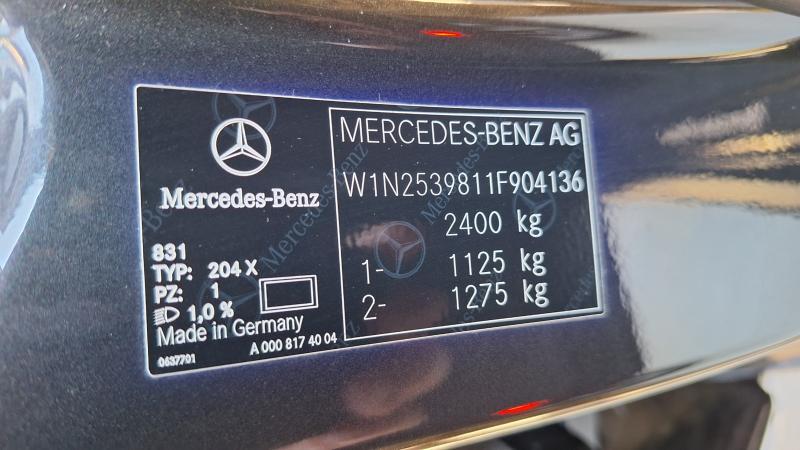 Mercedes-Benz
MERCEDES-BENZ AG
W1N2539811F904136
2400 kg
1- 1125 kg
2- 1275 kg
831
TYP: 204 X
PZ: 1
1,0 %
Made in Germany
0637701
A 000 817 40 04